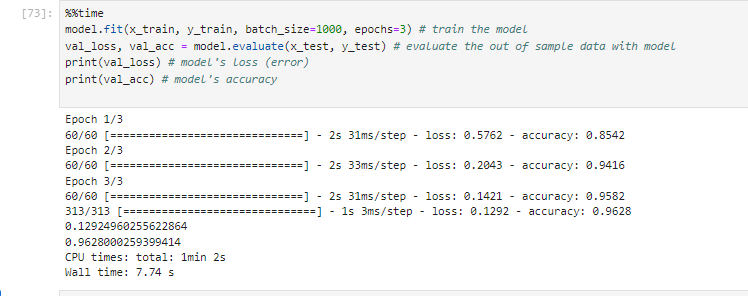 [73]: %%time
model.fit(x_train, y_train, batch_size=1000, epochs=3) # train the model
val_loss, val_acc = model.evaluate(x_test, y_test) # evaluate the out of sample data with model
print(val_loss) # model's loss (error)
print(val_acc) # model's accuracy
Epoch 1/3
60/60 [==============================] - 2s 31ms/step - loss: 0.5762 - accuracy: 0.8542
Epoch 2/3
60/60 [==============================] - 2s 33ms/step - loss: 0.2043 - accuracy: 0.9416
Epoch 3/3
60/60 [==============================] - 2s 31ms/step - loss: 0.1421 - accuracy: 0.9582
313/313 [==============================] - 1s 3ms/step - loss: 0.1292 - accuracy: 0.9628
0.12924960255622864
0.9628000259399414
CPU times: total: 1min 2s
Wall time: 7.74 s